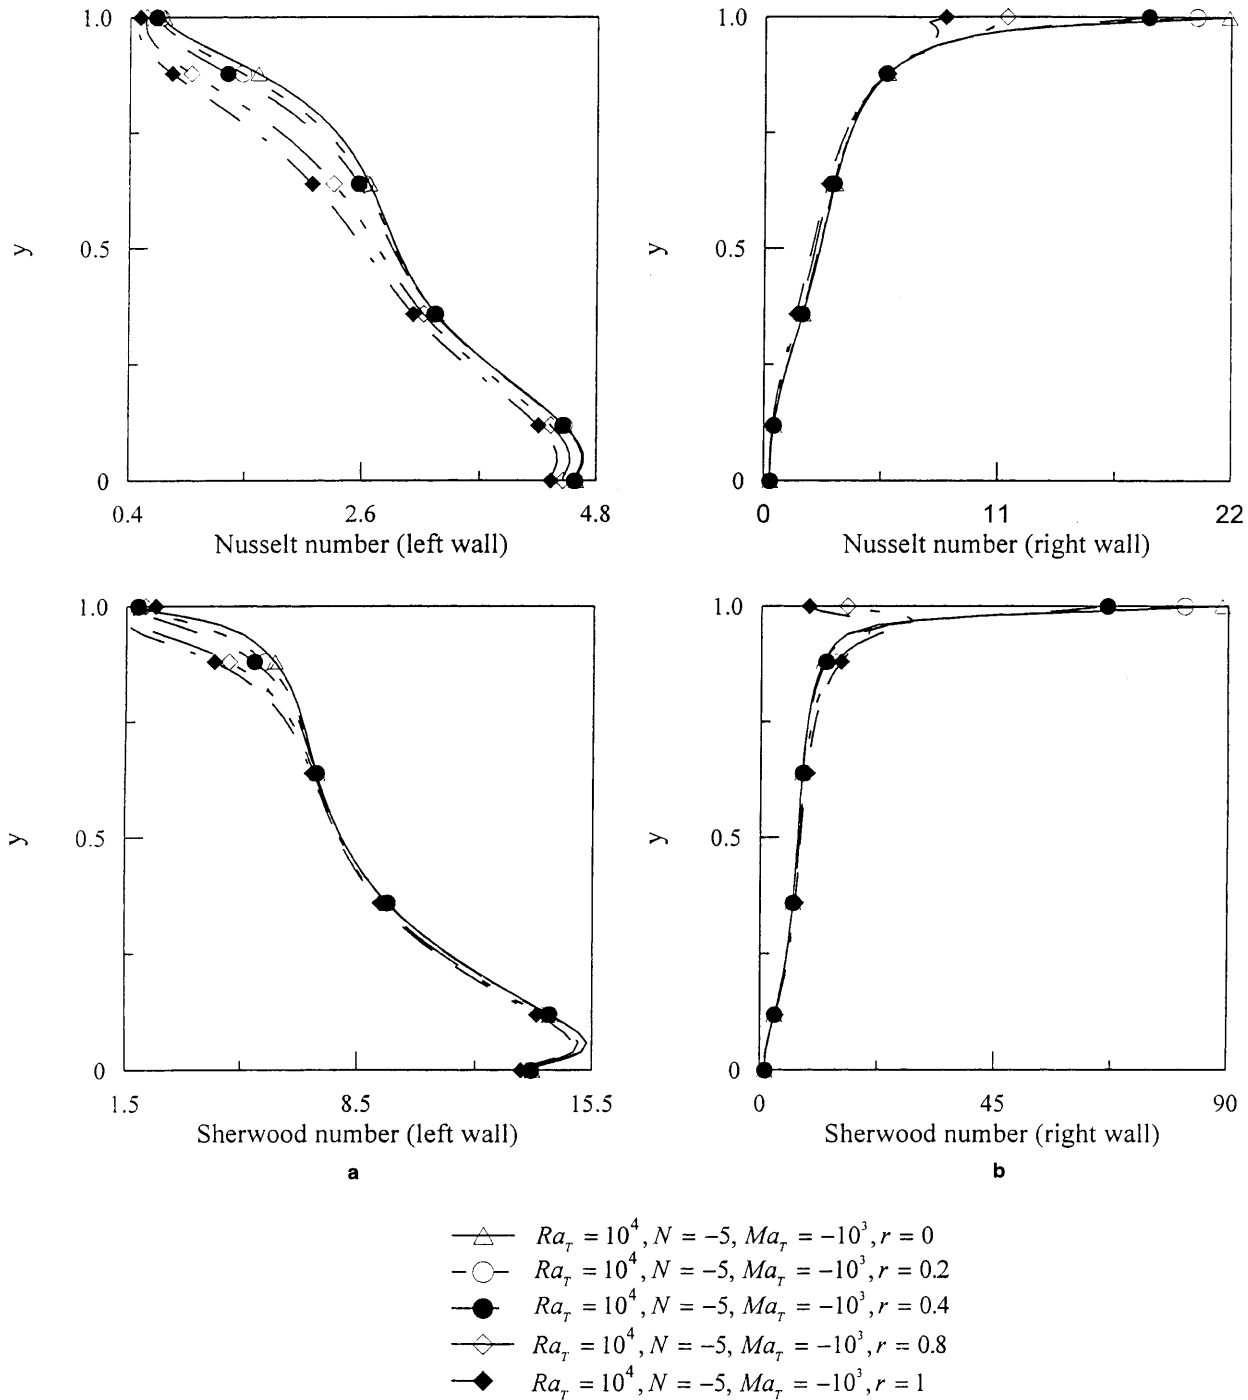 1.0
y
0.5
0
0.4 2.6 4.8
Nusselt number (left wall)
1.0
y
0.5
0
0 11 22
Nusselt number (right wall)
1.0
y
0.5
0
1.5 8.5 15.5
Sherwood number (left wall)
a
1.0
y
0.5
0
0 45 90
Sherwood number (right wall)
b
Ra_T = 10^4, N = −5, Ma_T = −10^3, r = 0
Ra_T = 10^4, N = −5, Ma_T = −10^3, r = 0.2
Ra_T = 10^4, N = −5, Ma_T = −10^3, r = 0.4
Ra_T = 10^4, N = −5, Ma_T = −10^3, r = 0.8
Ra_T = 10^4, N = −5, Ma_T = −10^3, r = 1